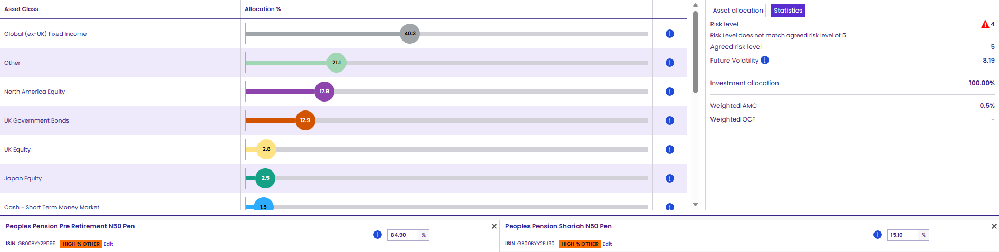 Asset Class
Allocation %
Global (ex-UK) Fixed Income
40.3
Other
21.1
North America Equity
17.9
UK Government Bonds
12.9
UK Equity
2.8
Japan Equity
2.5
Cash - Short Term Money Market
1.5
Asset allocation
Statistics
Risk level
4
Risk Level does not match agreed risk level of 5
Agreed risk level
5
Future Volatility
8.19
Investment allocation
100.00%
Weighted AMC
0.5%
Weighted OCF
-
Peoples Pension Pre Retirement N50 Pen
ISIN: GB00BYY2P595 HIGH % OTHER Edit
84.90 %
Peoples Pension Shariah N50 Pen
ISIN: GB00BYY2PJ30 HIGH % OTHER Edit
15.10 %